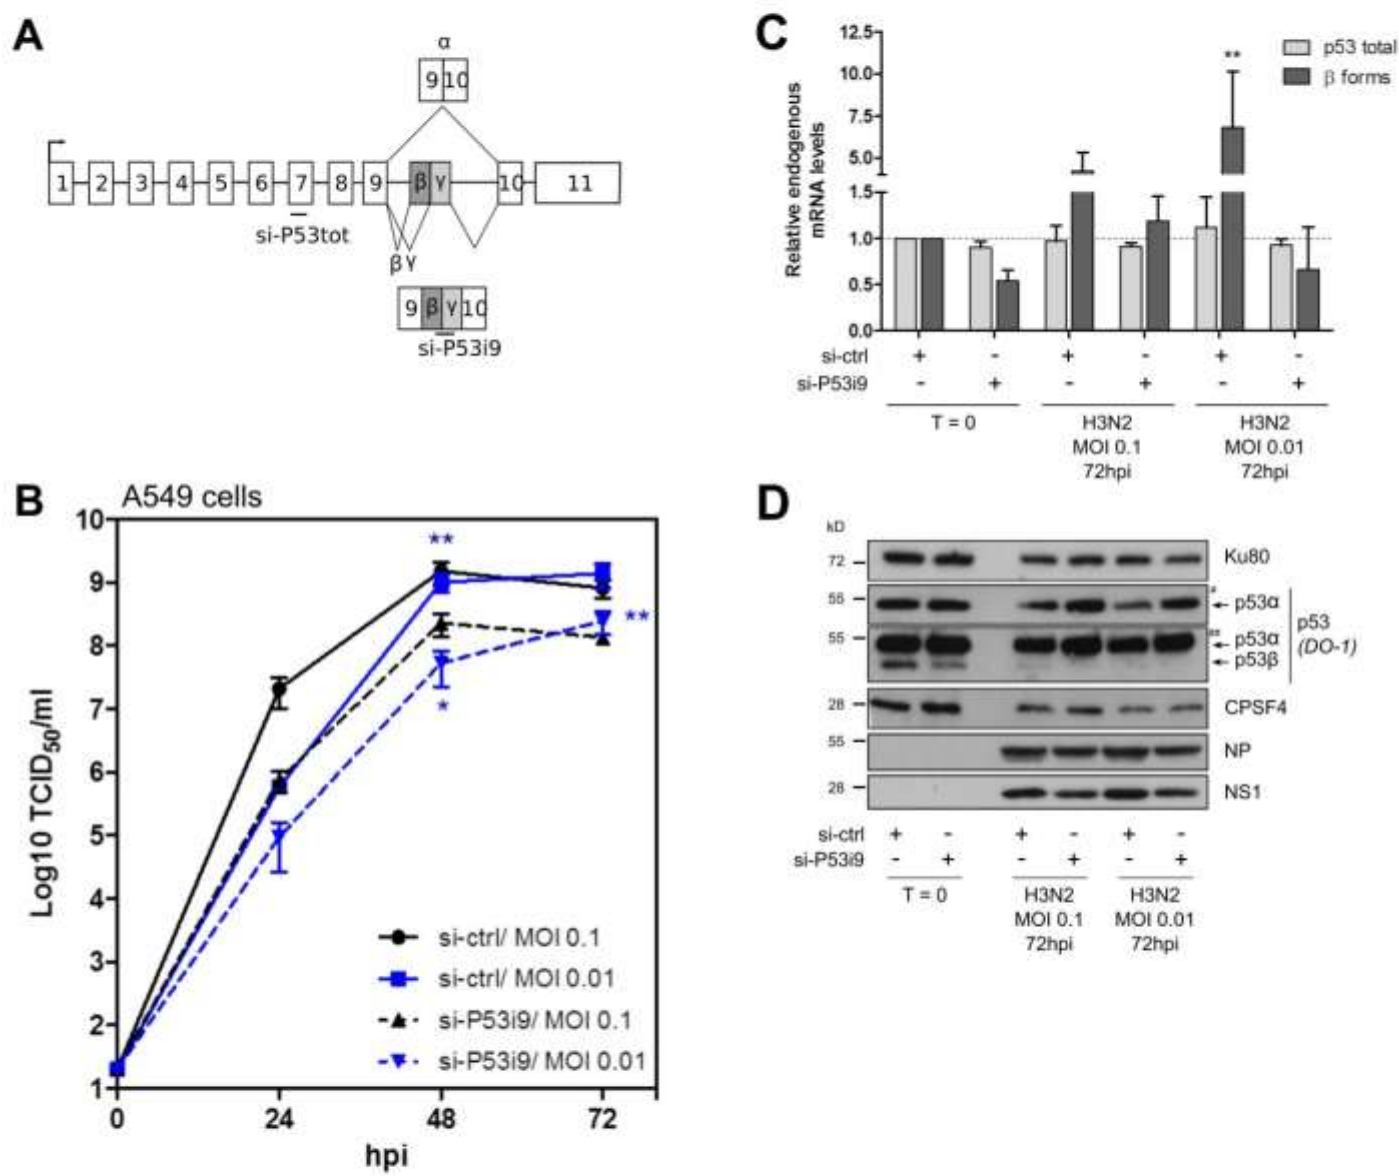 A
α
9 10
1 2 3 4 5 6 7 8 9 β γ 10 11
si-P53tot
β γ
9 β γ 10
si-P53i9
B
A549 cells
10
9
8
7
6
5
4
3
2
1
Log10 TCID50/ml
** 
*
**
si-ctrl/ MOI 0.1
si-ctrl/ MOI 0.01
si-P53i9/ MOI 0.1
si-P53i9/ MOI 0.01
0 24 48 72
hpi
C
Relative endogenous
mRNA levels
12.5
10.0
7.5
5.0
1.5
1.0
0.5
0.0
**
p53 total
β forms
si-ctrl + - + - + -
si-P53i9 - + - + - +
T = 0 H3N2 H3N2
MOI 0.1 MOI 0.01
72hpi 72hpi
D
kD
72 Ku80
55 p53α
55 p53α
p53β
p53
(DO-1)
28 CPSF4
55 NP
28 NS1
si-ctrl + - + - + -
si-P53i9 - + - + - +
T = 0 H3N2 H3N2
MOI 0.1 MOI 0.01
72hpi 72hpi